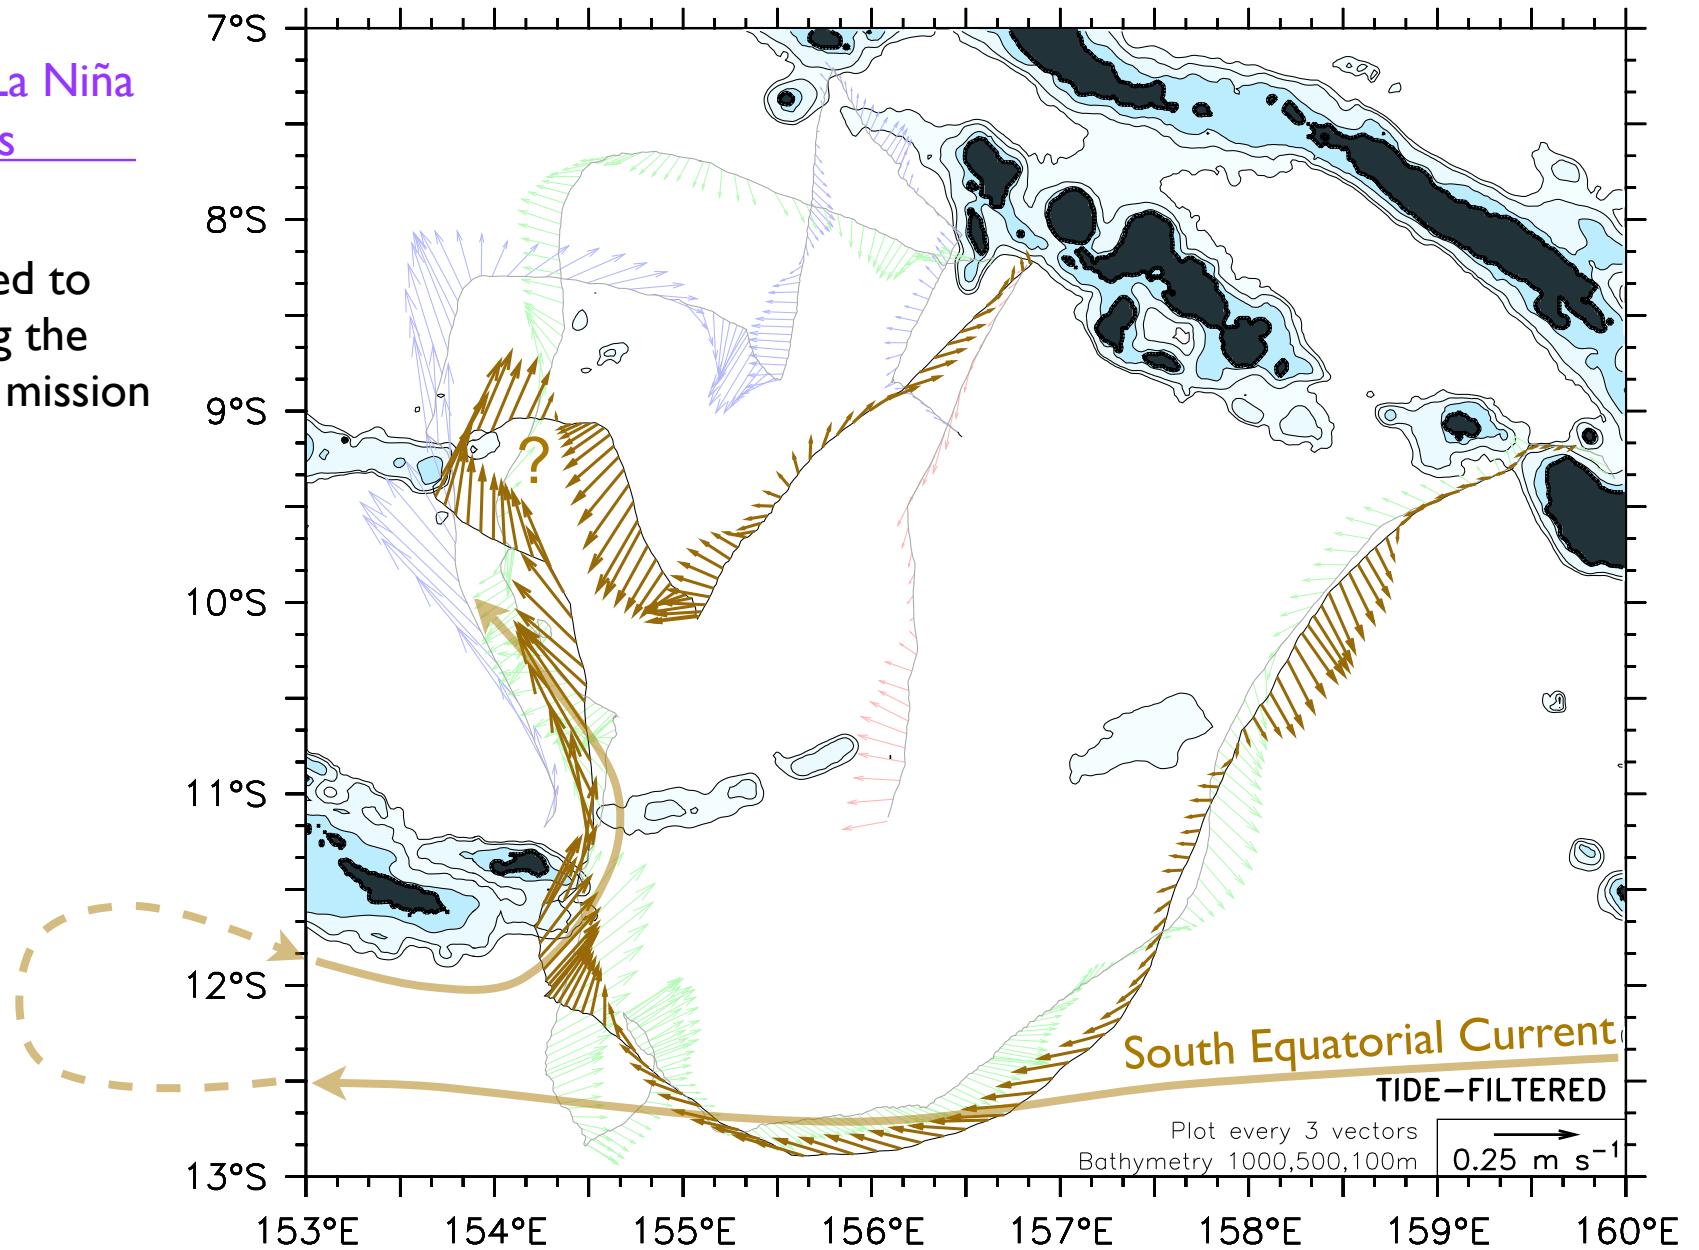 La Niña
s
ed to
g the
mission
7°S
8°S
9°S
10°S
11°S
12°S
13°S
?
South Equatorial Current
TIDE-FILTERED
Plot every 3 vectors
Bathymetry 1000,500,100m
0.25 m s⁻¹
153°E 154°E 155°E 156°E 157°E 158°E 159°E 160°E